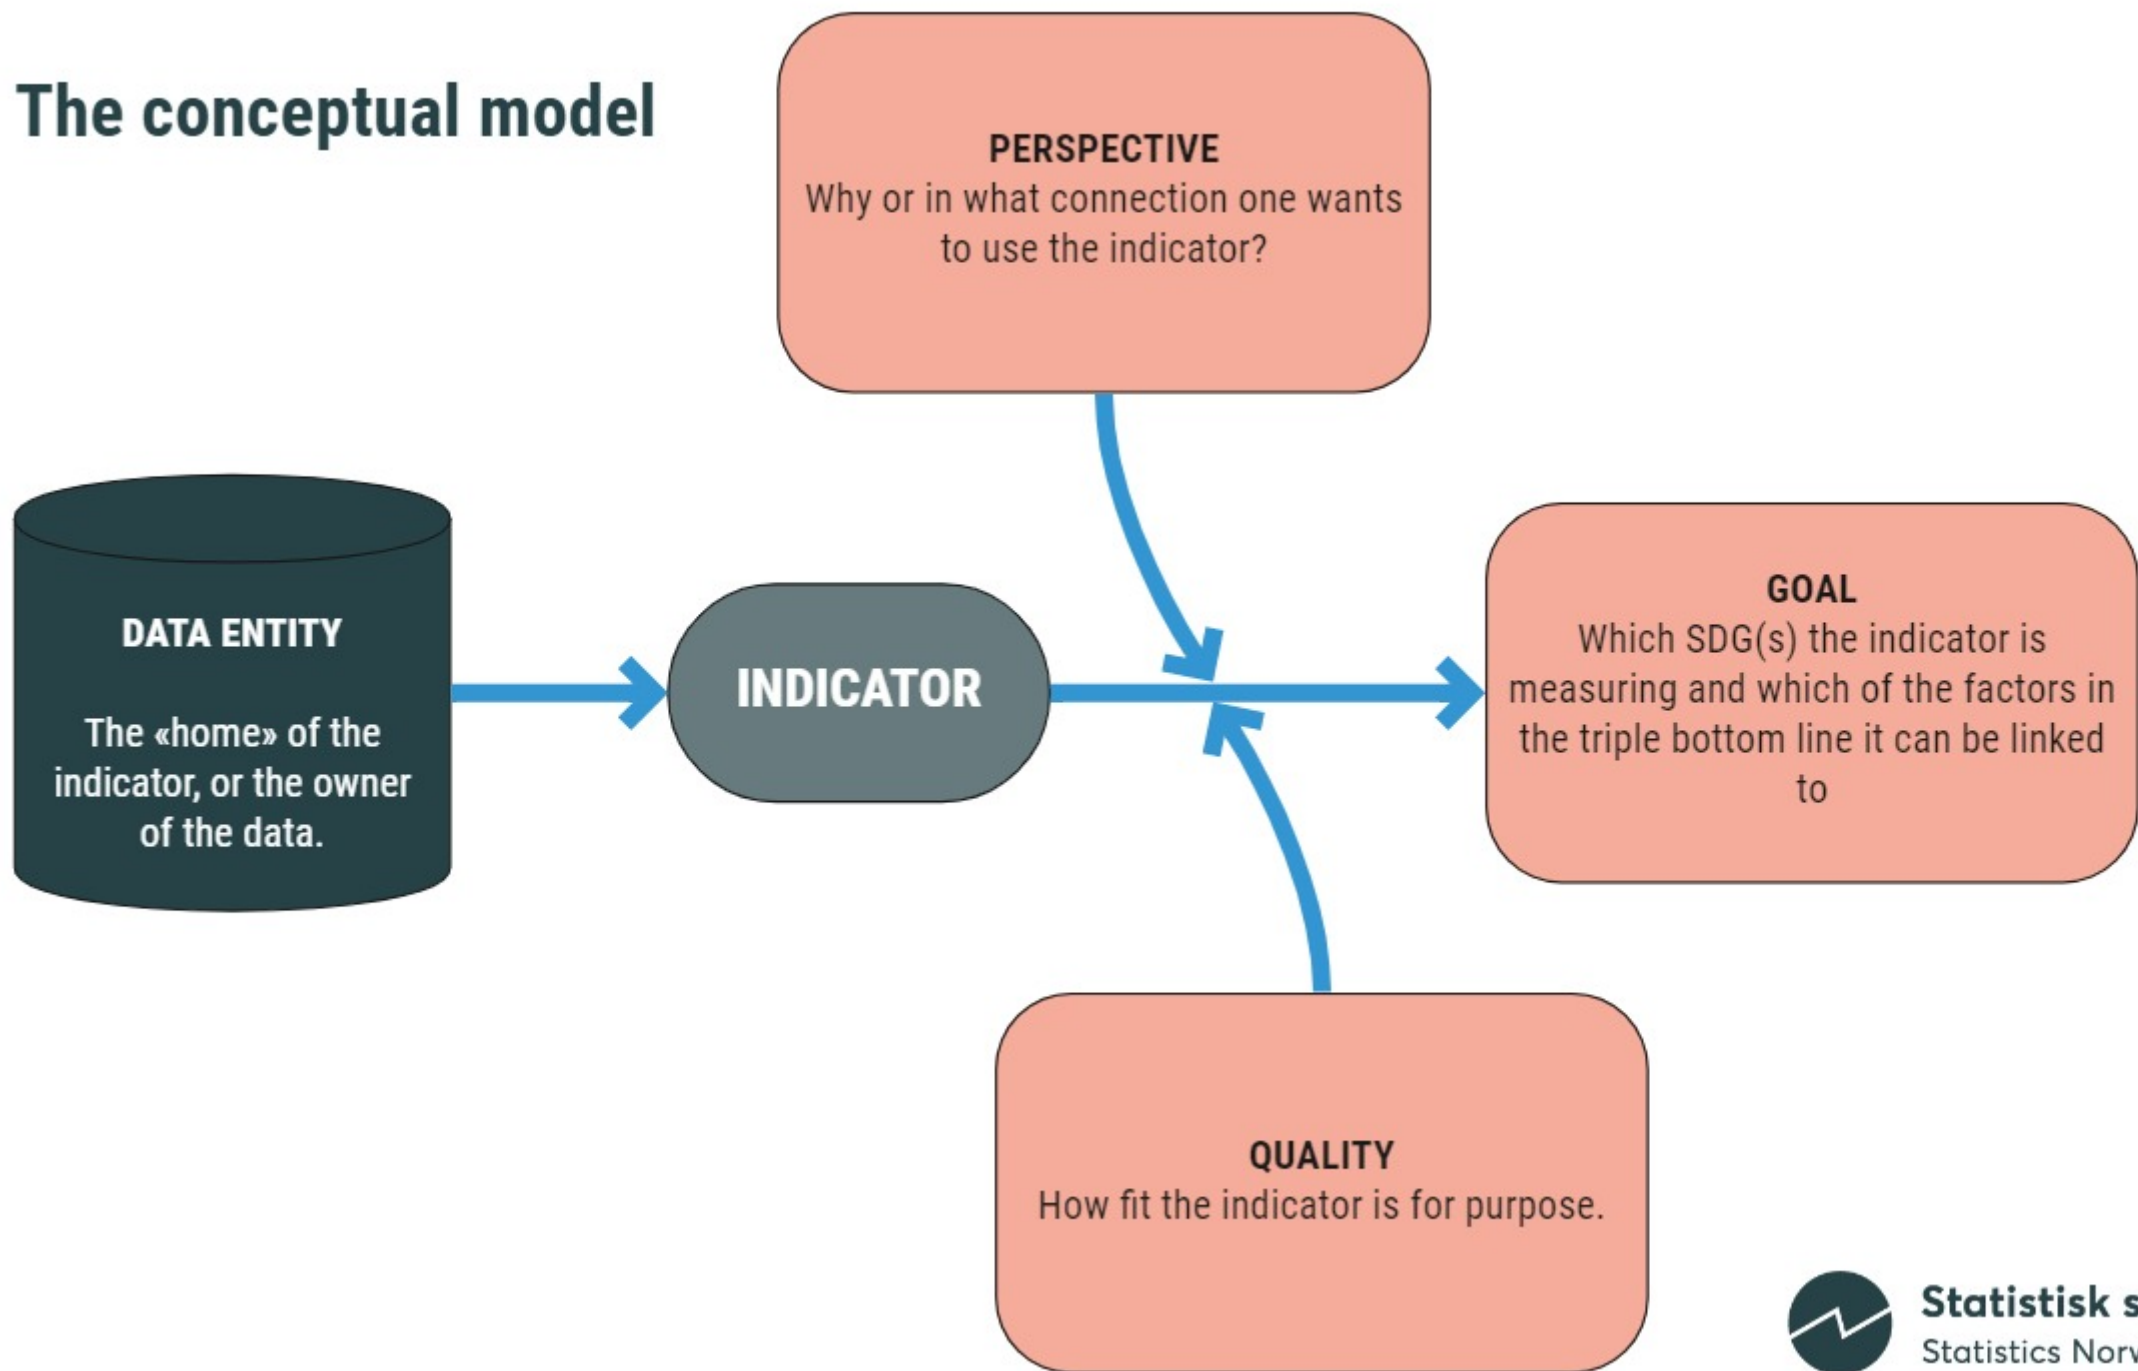 The conceptual model
PERSPECTIVE
Why or in what connection one wants
to use the indicator?
DATA ENTITY
The «home» of the
indicator, or the owner
of the data.
INDICATOR
GOAL
Which SDG(s) the indicator is
measuring and which of the factors in
the triple bottom line it can be linked
to
QUALITY
How fit the indicator is for purpose.
Statistisk
Statistics